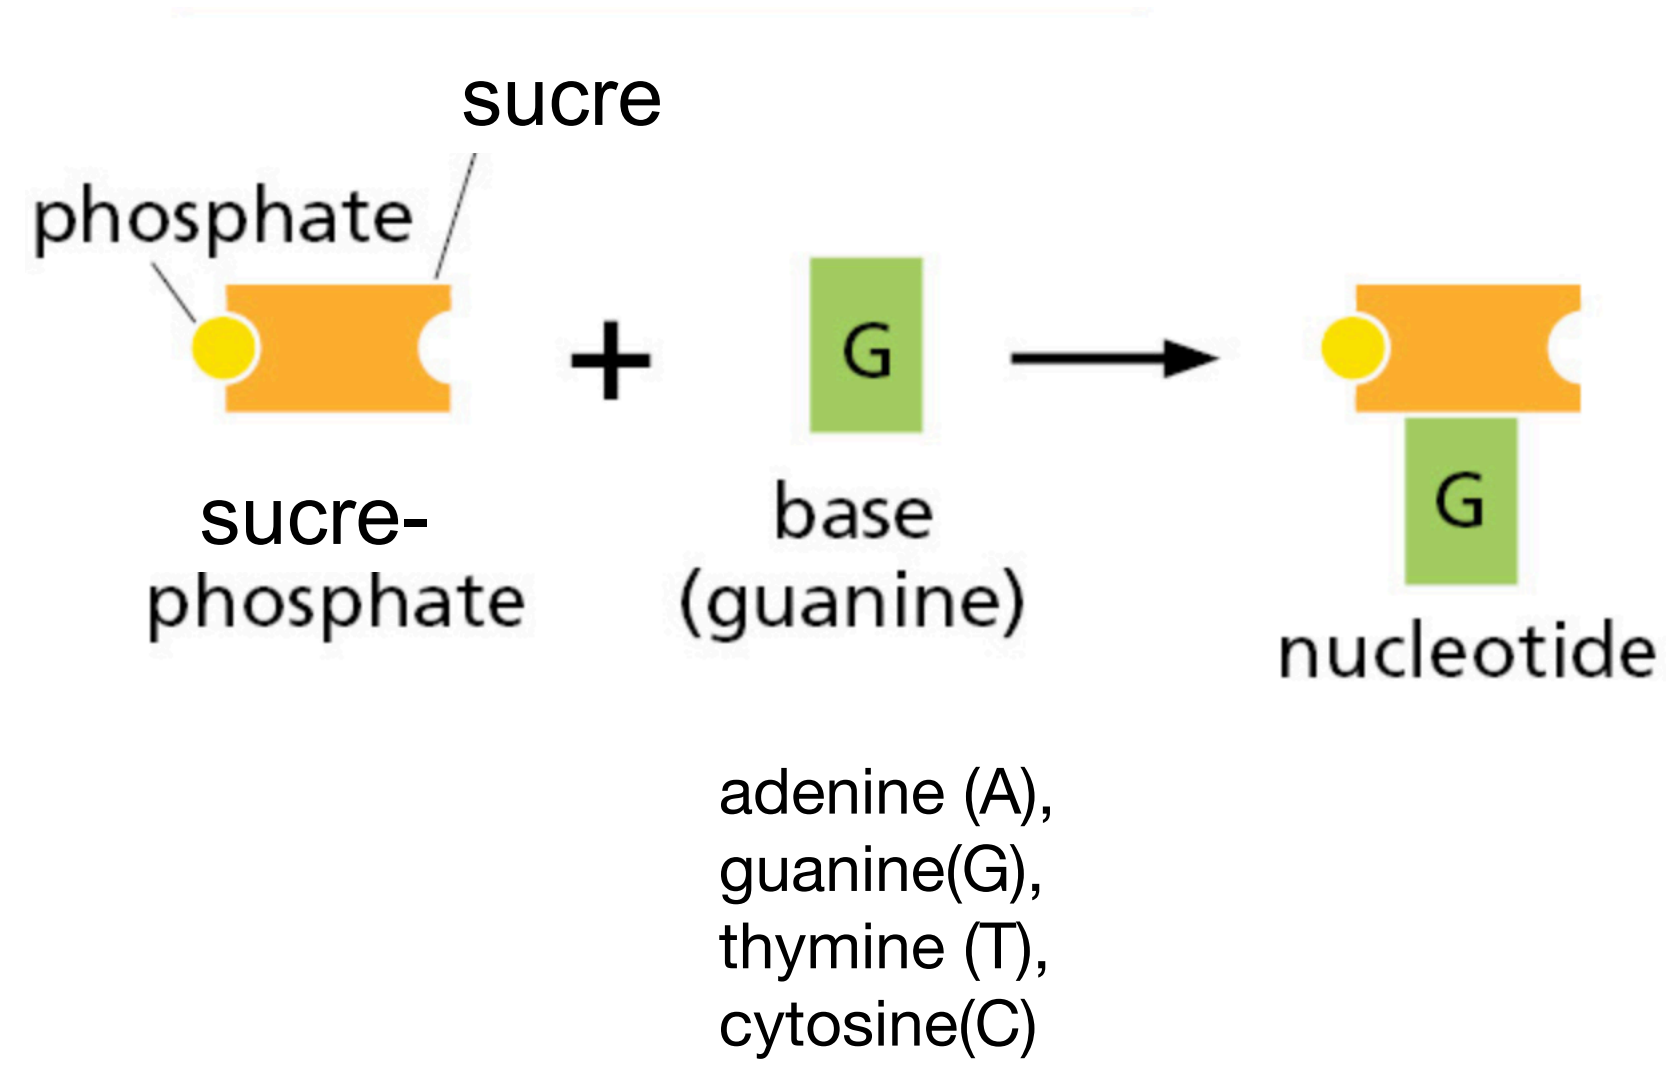 sucre
phosphate
G
G
sucre-
phosphate
base
(guanine)
nucleotide
adenine (A),
guanine(G),
thymine (T),
cytosine(C)